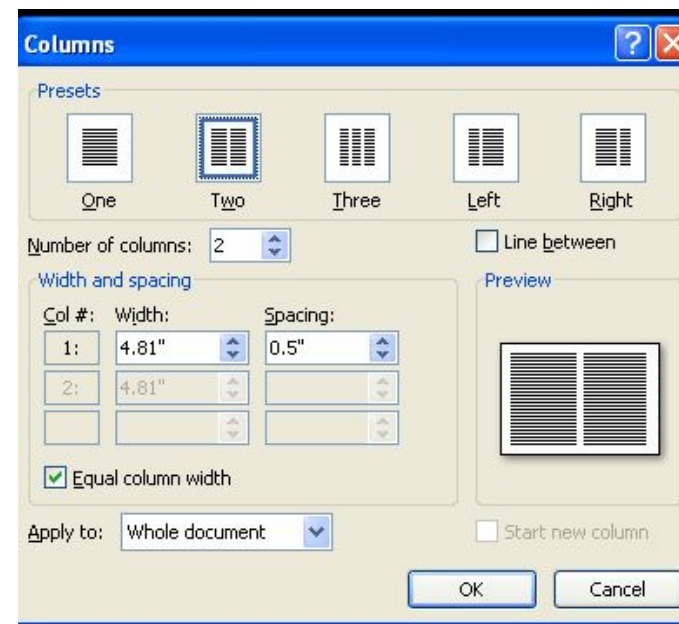 Columns
Presets
One Two Three Left Right
Number of columns: 2 Line between
Width and spacing Preview
Col #: Width: Spacing:
1: 4.81" 0.5"
2: 4.81"
Equal column width
Apply to: Whole document Start new column
OK Cancel